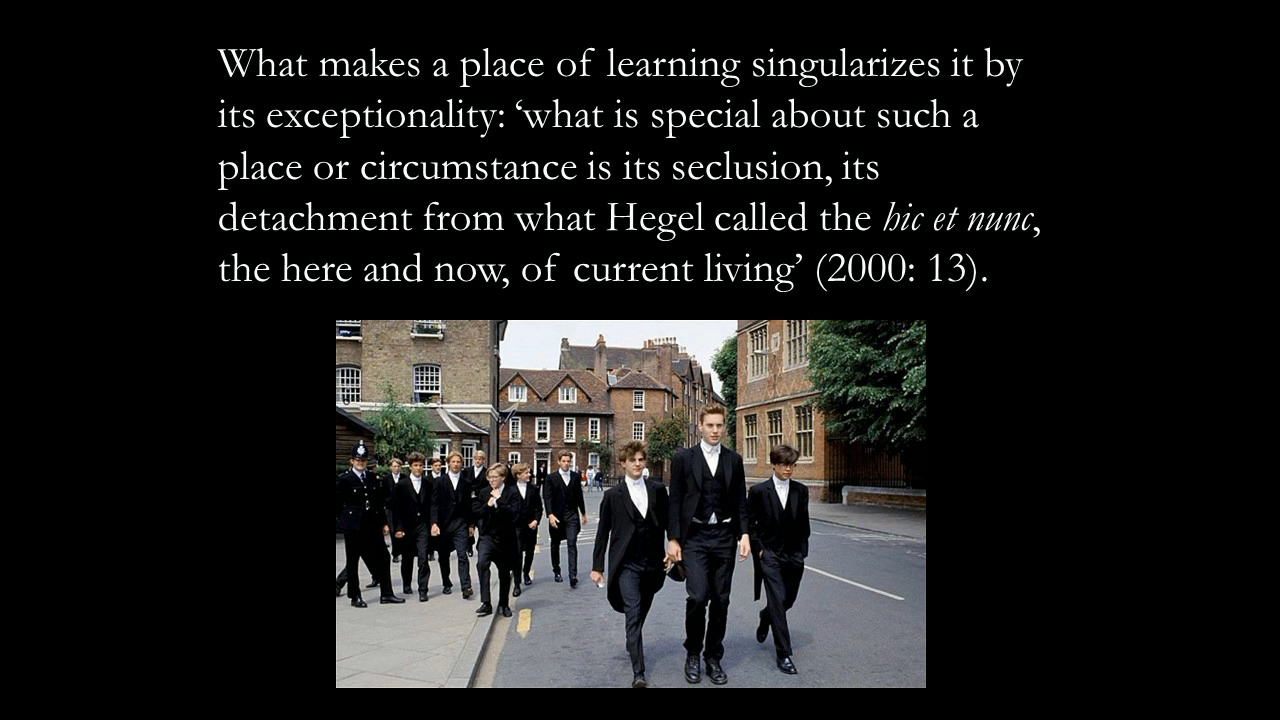 What makes a place of learning singularizes it by
its exceptionality: ‘what is special about such a
place or circumstance is its seclusion, its
detachment from what Hegel called the hic et nunc,
the here and now, of current living’ (2000: 13).